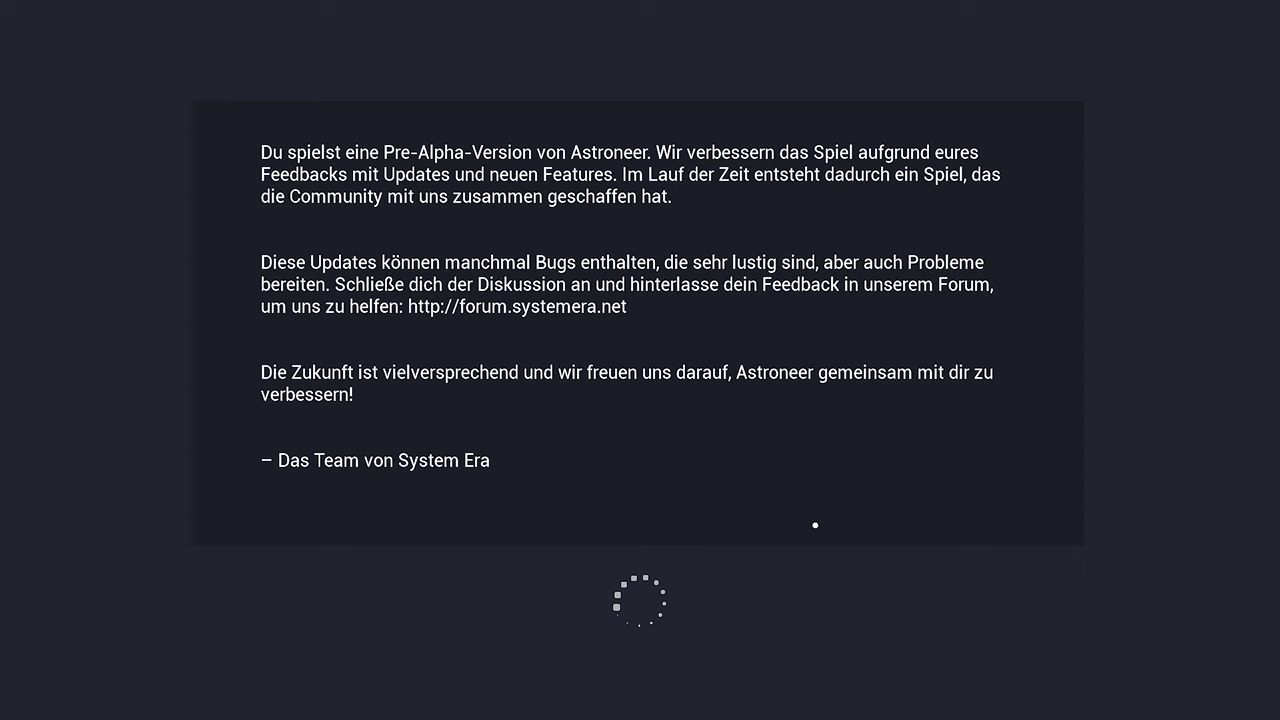 Du spielst eine Pre-Alpha-Version von Astroneer. Wir verbessern das Spiel aufgrund eures
Feedbacks mit Updates und neuen Features. Im Lauf der Zeit entsteht dadurch ein Spiel, das
die Community mit uns zusammen geschaffen hat.
Diese Updates können manchmal Bugs enthalten, die sehr lustig sind, aber auch Probleme
bereiten. Schließe dich der Diskussion an und hinterlasse dein Feedback in unserem Forum,
um uns zu helfen: http://forum.systemera.net
Die Zukunft ist vielversprechend und wir freuen uns darauf, Astroneer gemeinsam mit dir zu
verbessern!
– Das Team von System Era